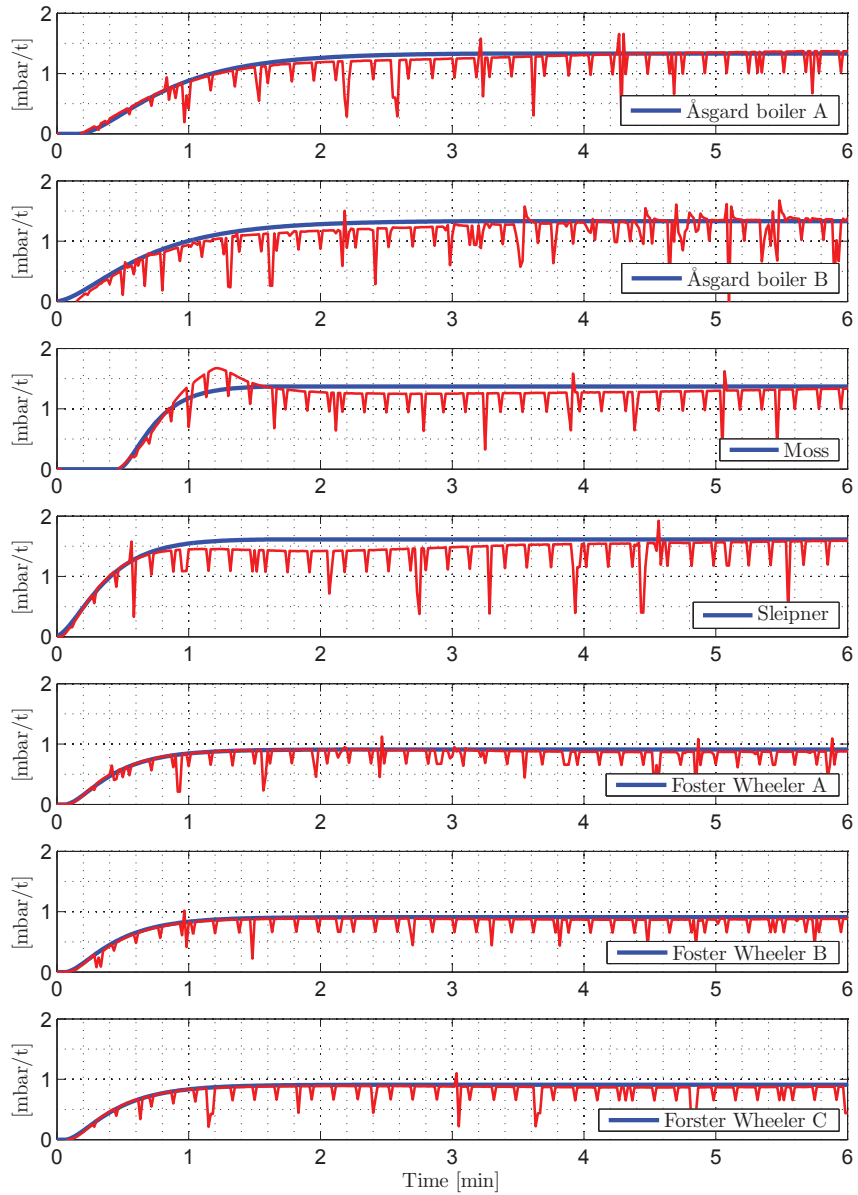 2
1
0
[mbar/t]
Åsgard boiler A
0 1 2 3 4 5 6
2
1
0
[mbar/t]
Åsgard boiler B
0 1 2 3 4 5 6
2
1
0
[mbar/t]
Moss
0 1 2 3 4 5 6
2
1
0
[mbar/t]
Sleipner
0 1 2 3 4 5 6
2
1
0
[mbar/t]
Foster Wheeler A
0 1 2 3 4 5 6
2
1
0
[mbar/t]
Foster Wheeler B
0 1 2 3 4 5 6
2
1
0
[mbar/t]
Forster Wheeler C
0 1 2 3 4 5 6
Time [min]